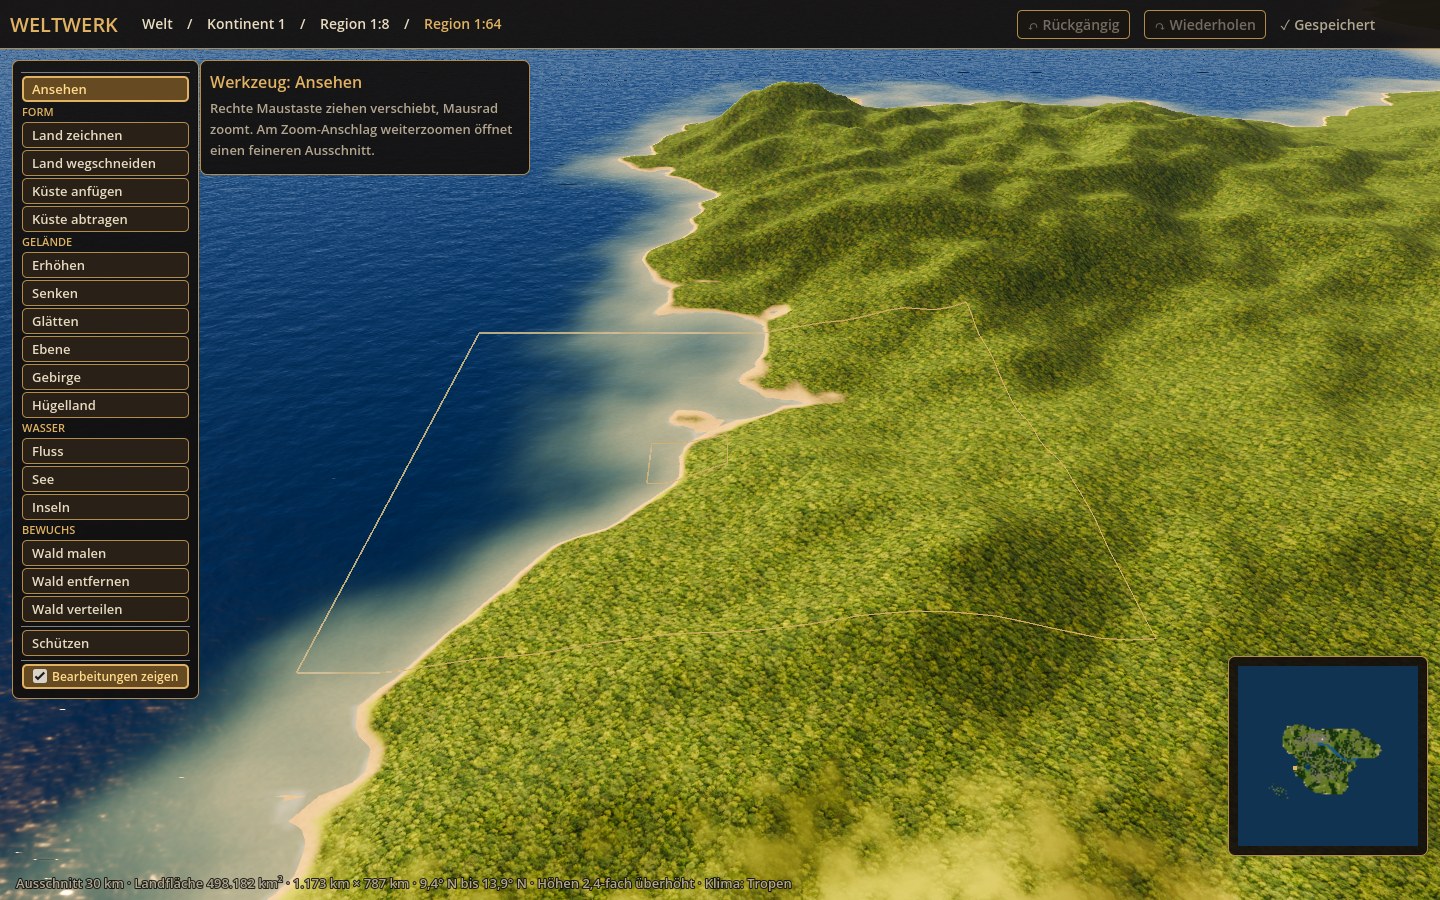 WELTWERK Welt / Kontinent 1 / Region 1:8 / Region 1:64 Rückgängig Wiederholen ✓ Gespeichert
Ansehen
FORM
Land zeichnen
Land wegschneiden
Küste anfügen
Küste abtragen
GELÄNDE
Erhöhen
Senken
Glätten
Ebene
Gebirge
Hügelland
WASSER
Fluss
See
Inseln
BEWUCHS
Wald malen
Wald entfernen
Wald verteilen
Schützen
Bearbeitungen zeigen
Werkzeug: Ansehen
Rechte Maustaste ziehen verschiebt, Mausrad
zoomt. Am Zoom-Anschlag weiterzoomen öffnet
einen feineren Ausschnitt.
Ausschnitt 30 km · Landfläche 498.182 km² · 1.173 km × 787 km · 9,4° N bis 13,9° N · Höhen 2,4-fach überhöht · Klima: Tropen